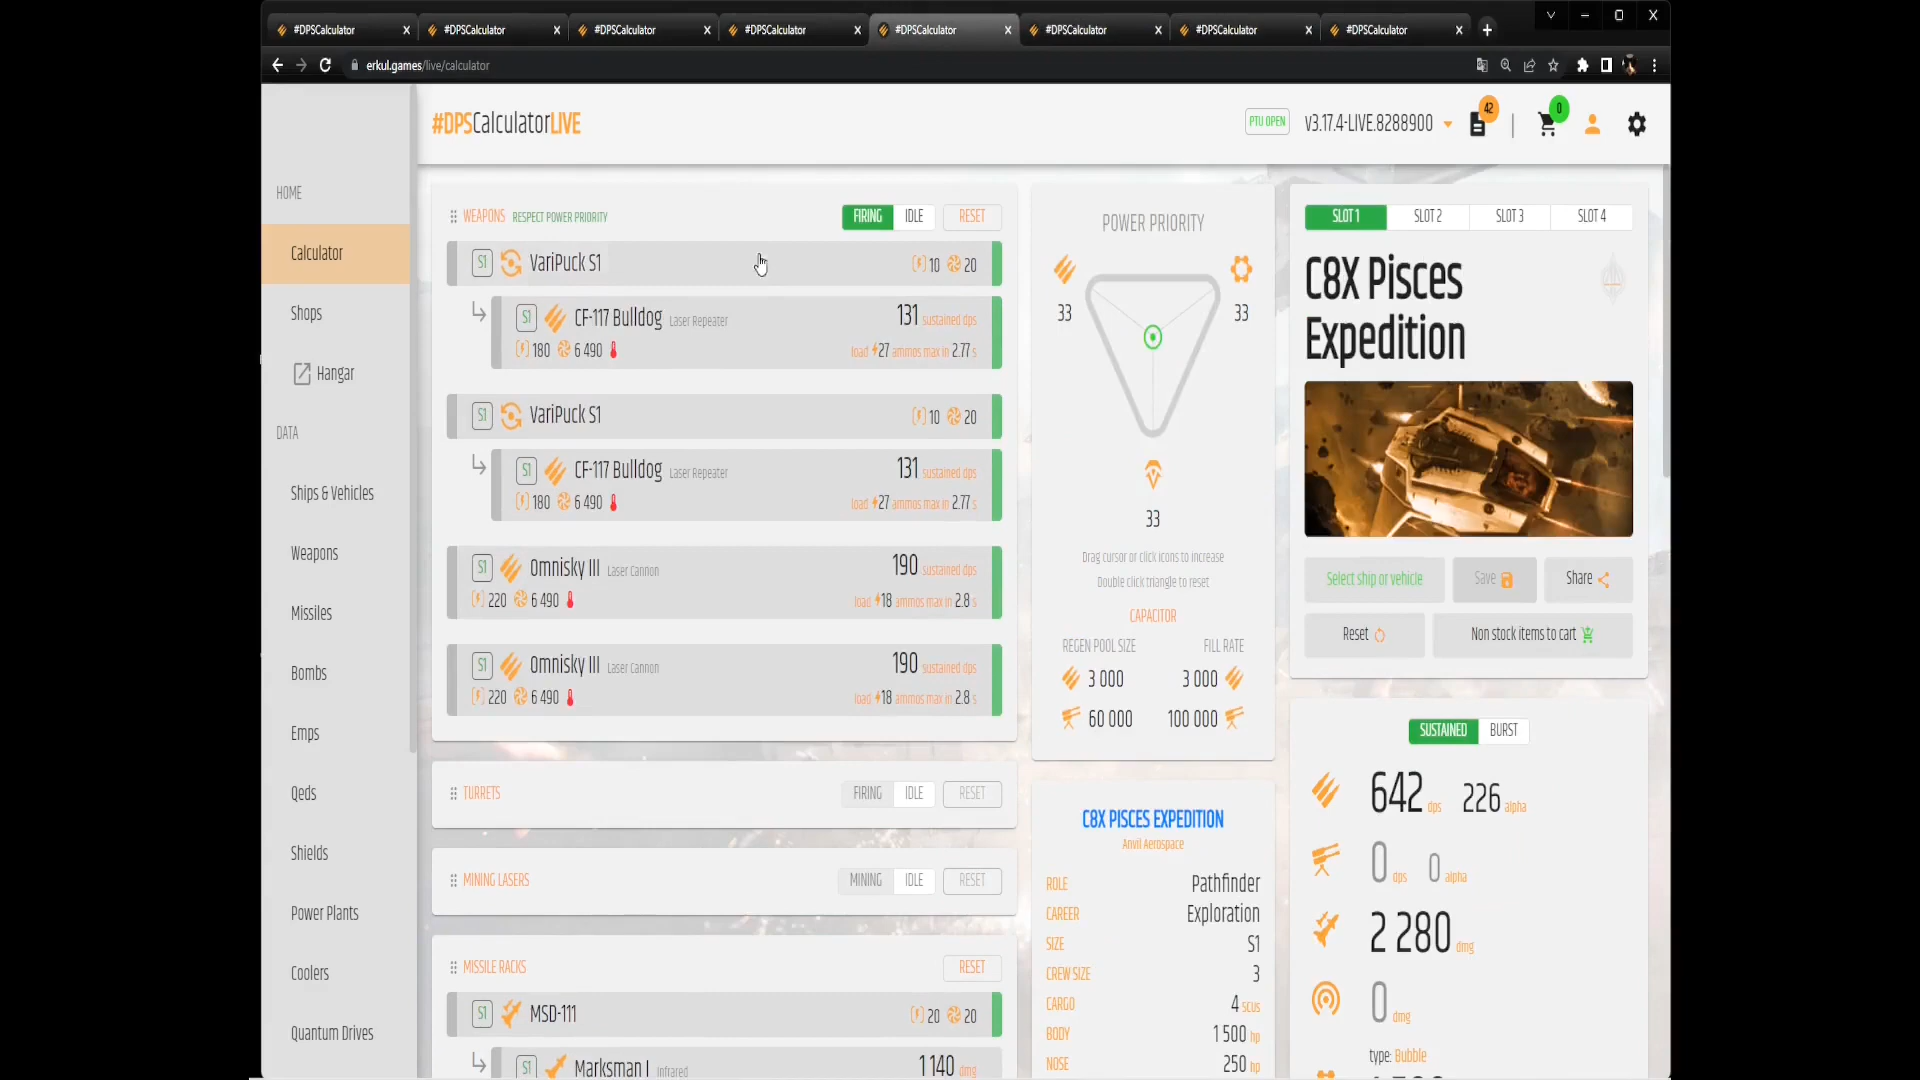 #DPSCalculator #DPSCalculator #DPSCalculator #DPSCalculator #DPSCalculator #DPSCalculator #DPSCalculator #DPSCalculator
erkul.games/live/calculator
#DPSCalculatorLIVE
PTU OPEN
v3.17.4-LIVE.8288900
42
0
HOME
Calculator
Shops
Hangar
DATA
Ships & Vehicles
Weapons
Missiles
Bombs
Emps
Qeds
Shields
Power Plants
Coolers
Quantum Drives
WEAPONS RESPECT POWER PRIORITY FIRING IDLE RESET
S1 VariPuck S1 10 20
S1 CF-117 Bulldog Laser Repeater 131 sustained dps
180 6 490 load 27 ammos max in 2.77 s
S1 VariPuck S1 10 20
S1 CF-117 Bulldog Laser Repeater 131 sustained dps
180 6 490 load 27 ammos max in 2.77 s
S1 Omnisky III Laser Cannon 190 sustained dps
220 6 490 load 18 ammos max in 2.8 s
S1 Omnisky III Laser Cannon 190 sustained dps
220 6 490 load 18 ammos max in 2.8 s
TURRETS FIRING IDLE RESET
MINING LASERS MINING IDLE RESET
MISSILE RACKS RESET
S1 MSD-111 20 20
S1 Marksman I Infrared 1 140 dmg
POWER PRIORITY
33 33
33
Drag cursor or click icons to increase
Double click triangle to reset
CAPACITOR
REGEN POOL SIZE FILL RATE
3 000 3 000
60 000 100 000
C8X PISCES EXPEDITION
Anvil Aerospace
ROLE Pathfinder
CAREER Exploration
SIZE S1
CREW SIZE 3
CARGO 4 SCUS
BODY 1 500 hp
NOSE 250 hp
SLOT 1 SLOT 2 SLOT 3 SLOT 4
C8X Pisces
Expedition
Select ship or vehicle Save Share
Reset Non stock items to cart
SUSTAINED BURST
642 dps 226 alpha
0 dps 0 alpha
2 280 dmg
0 dmg
type: Bubble